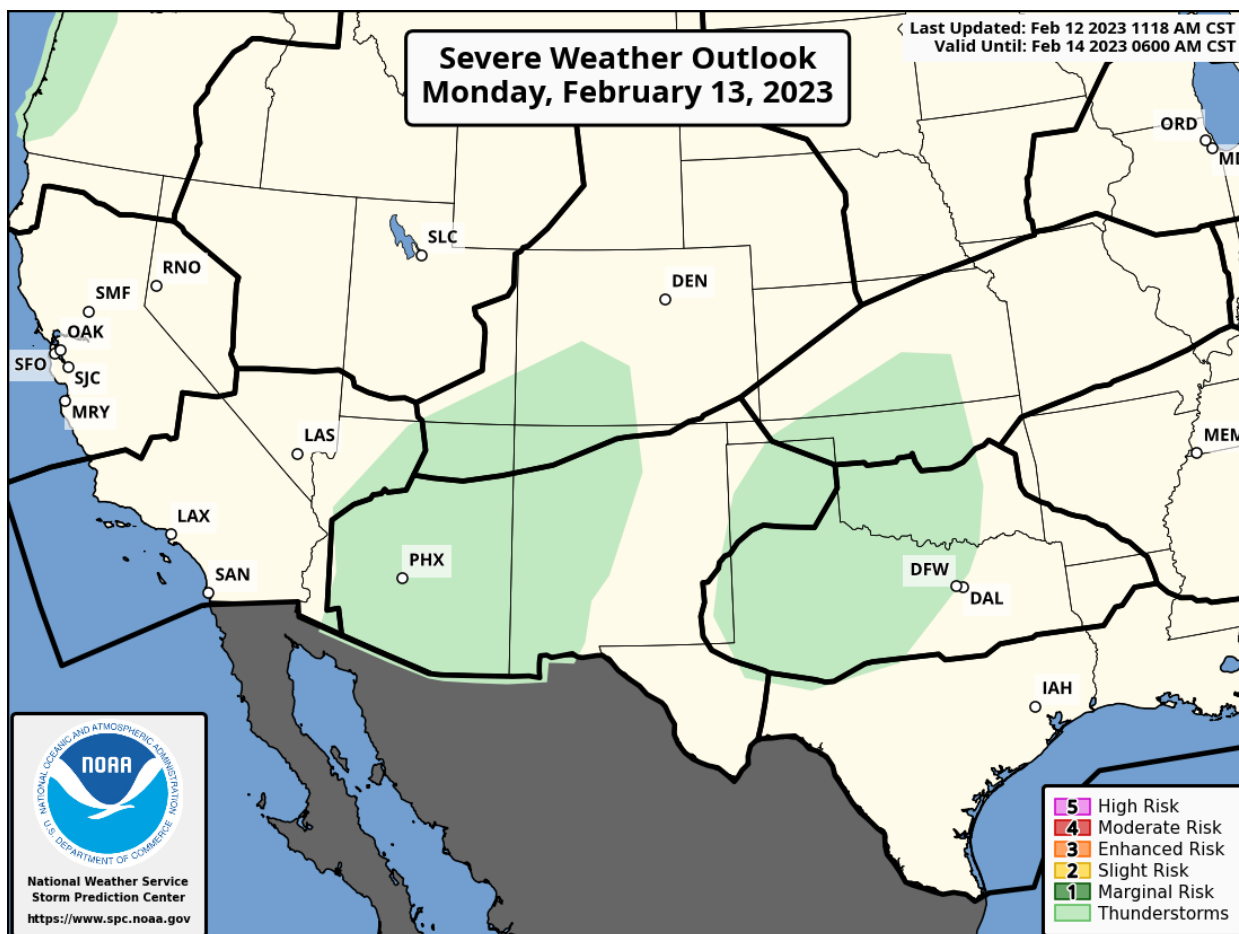 Last Updated: Feb 12 2023 1118 AM CST
Valid Until: Feb 14 2023 0600 AM CST
Severe Weather Outlook
Monday, February 13, 2023
ORD
SLC
RNO
DEN
SMF
OAK
SFO
SJC
MRY
LAS
MEM
LAX
PHX
SAN
DFW
DAL
IAH
NATIONAL OCEANIC AND ATMOSPHERIC ADMINISTRATION
NOAA
U.S. DEPARTMENT OF COMMERCE
National Weather Service
Storm Prediction Center
https://www.spc.noaa.gov
5 High Risk
4 Moderate Risk
3 Enhanced Risk
2 Slight Risk
1 Marginal Risk
Thunderstorms